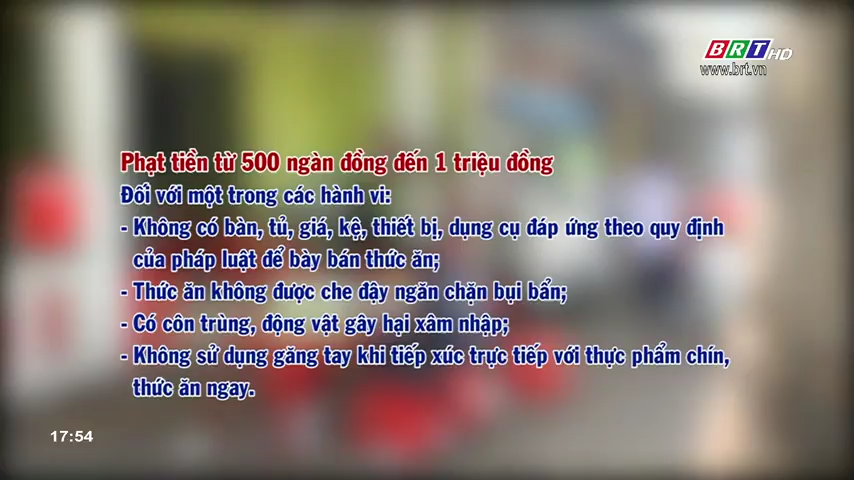 BRT HD
www.brt.vn
Phạt tiền từ 500 ngàn đồng đến 1 triệu đồng
Đối với một trong các hành vi:
- Không có bàn, tủ, giá, kệ, thiết bị, dụng cụ đáp ứng theo quy định
của pháp luật để bày bán thức ăn;
- Thức ăn không được che đậy ngăn chặn bụi bẩn;
- Có côn trùng, động vật gây hại xâm nhập;
- Không sử dụng găng tay khi tiếp xúc trực tiếp với thực phẩm chín,
thức ăn ngay.
17:54